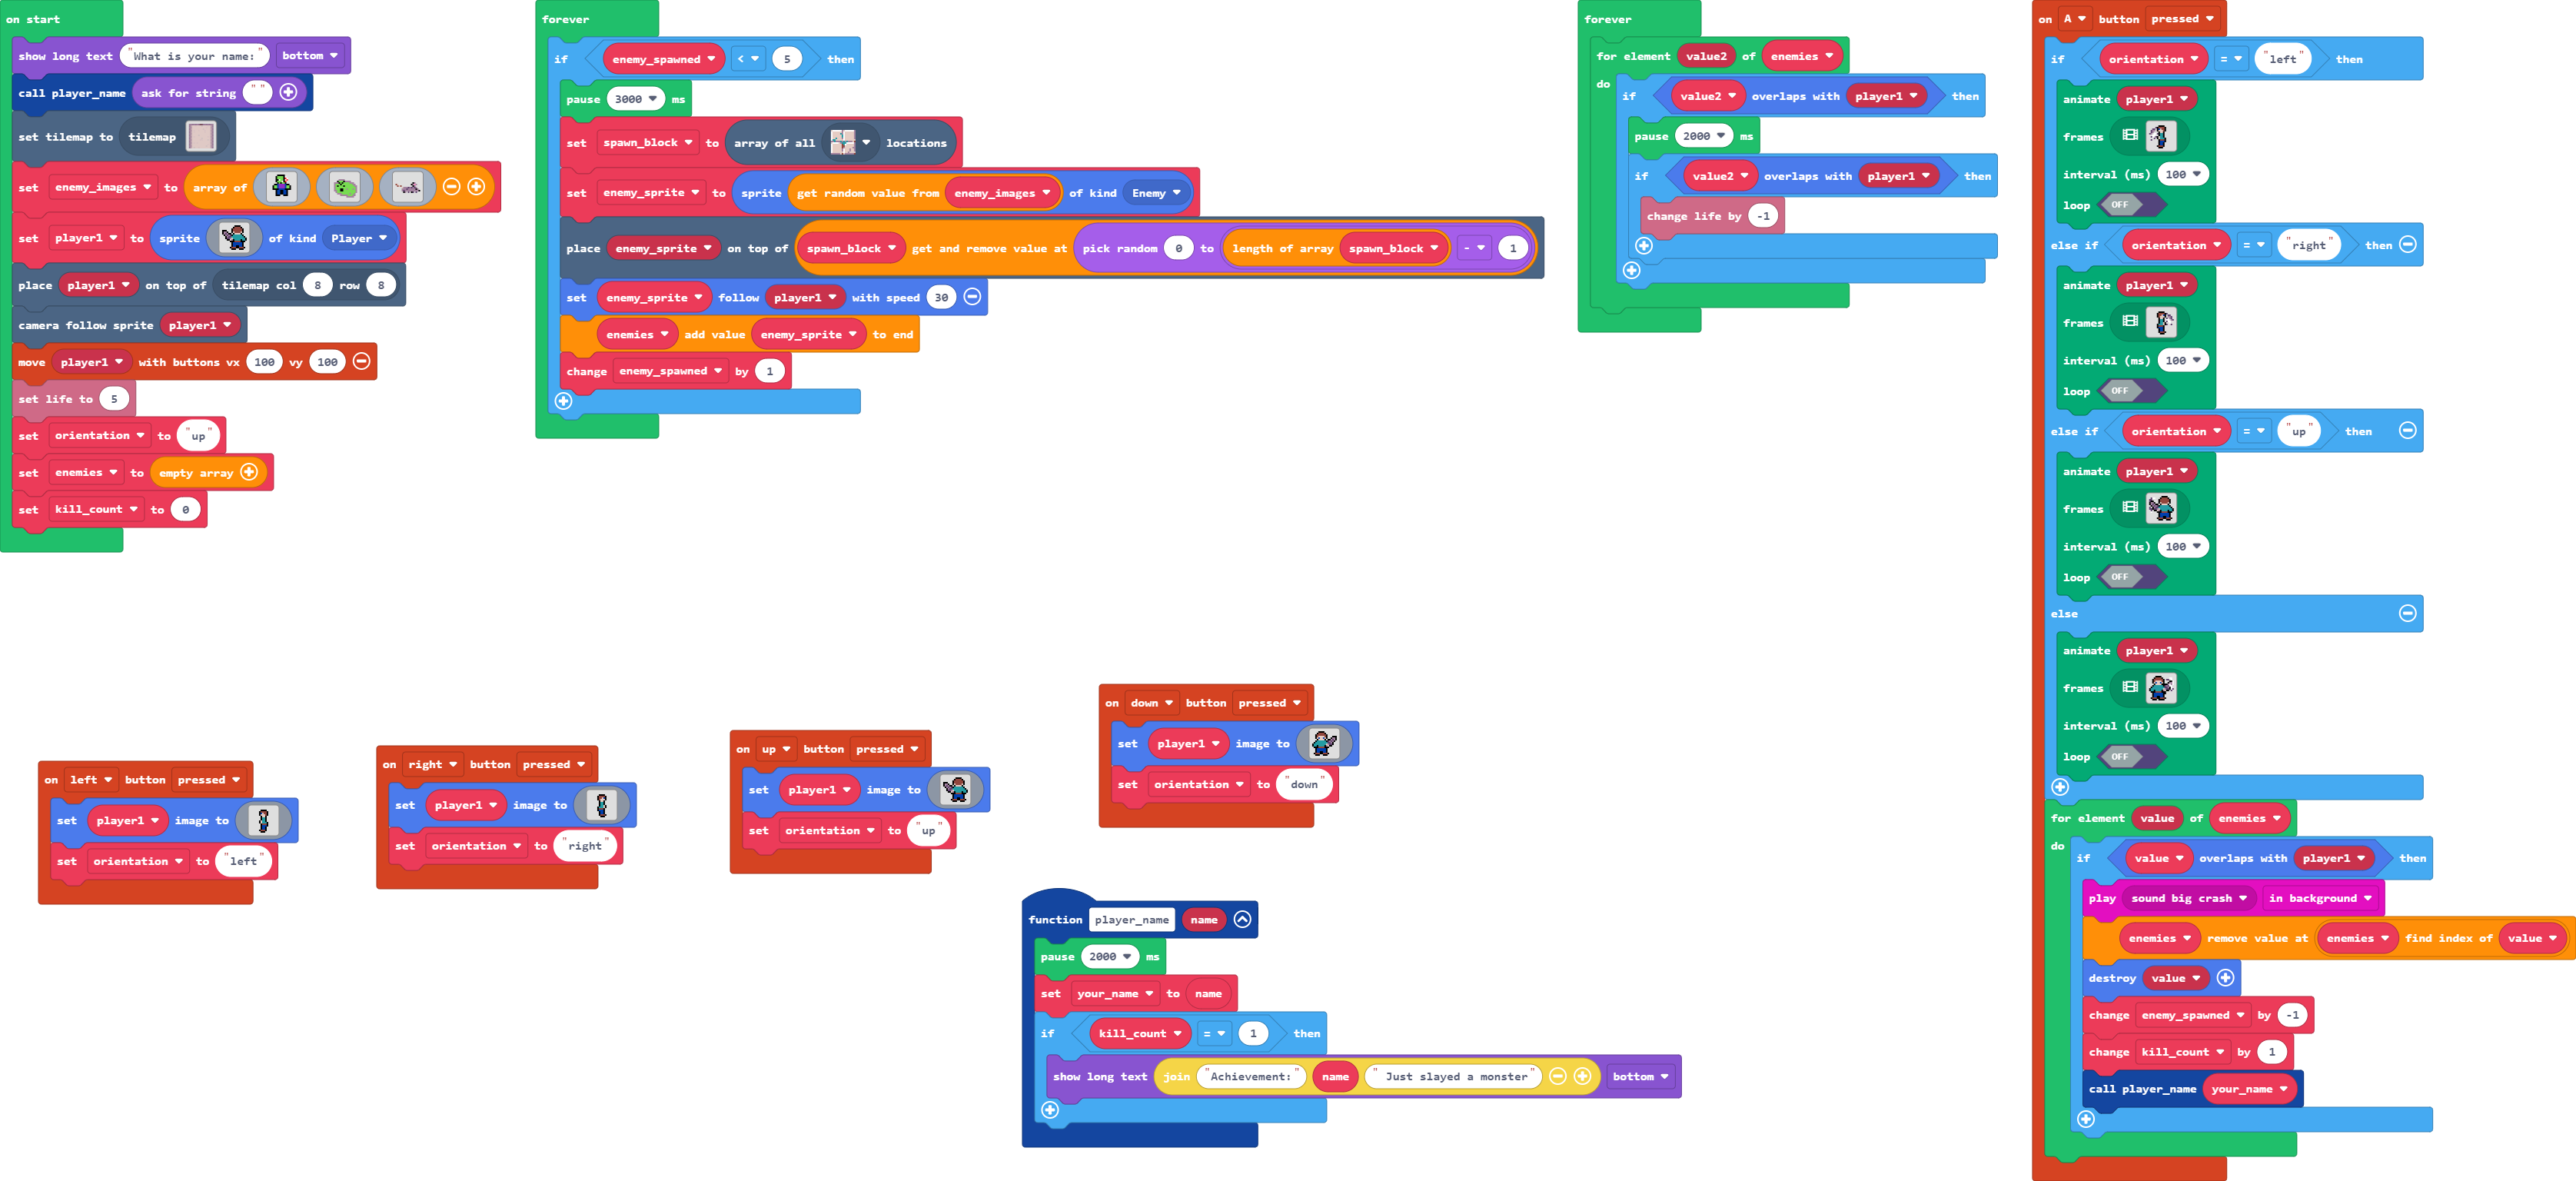 on start
show long text "What is your name:" bottom
call player_name ask for string " "
set tilemap to tilemap
set enemy_images to array of
set player1 to sprite of kind Player
place player1 on top of tilemap col 8 row 8
camera follow sprite player1
move player1 with buttons vx 100 vy 100
set life to 5
set orientation to "up"
set enemies to empty array
set kill_count to 0
forever
if enemy_spawned < 5 then
pause 3000 ms
set spawn_block to array of all locations
set enemy_sprite to sprite get random value from enemy_images of kind Enemy
place enemy_sprite on top of spawn_block get and remove value at pick random 0 to length of array spawn_block - 1
set enemy_sprite follow player1 with speed 30
enemies add value enemy_sprite to end
change enemy_spawned by 1
forever
for element value2 of enemies
do if value2 overlaps with player1 then
pause 2000 ms
if value2 overlaps with player1 then
change life by -1
on A button pressed
if orientation = "left" then
animate player1
frames
interval (ms) 100
loop OFF
else if orientation = "right" then
animate player1
frames
interval (ms) 100
loop OFF
else if orientation = "up" then
animate player1
frames
interval (ms) 100
loop OFF
else
animate player1
frames
interval (ms) 100
loop OFF
for element value of enemies
do if value overlaps with player1 then
play sound big crash in background
enemies remove value at enemies find index of value
destroy value
change enemy_spawned by -1
change kill_count by 1
call player_name your_name
on left button pressed
set player1 image to
set orientation to "left"
on right button pressed
set player1 image to
set orientation to "right"
on up button pressed
set player1 image to
set orientation to "up"
on down button pressed
set player1 image to
set orientation to "down"
function player_name name
pause 2000 ms
set your_name to name
if kill_count = 1 then
show long text join "Achievement:" name " Just slayed a monster" bottom